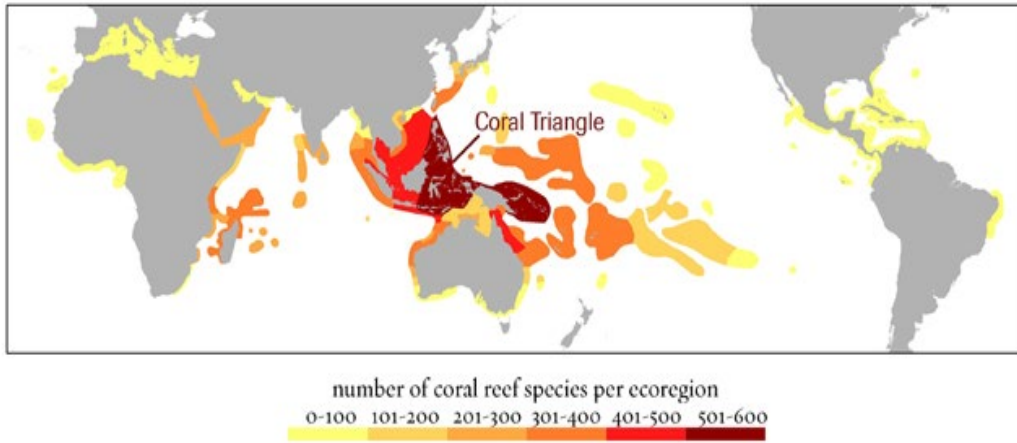 Coral Triangle
number of coral reef species per ecoregion
0-100 101-200 201-300 301-400 401-500 501-600